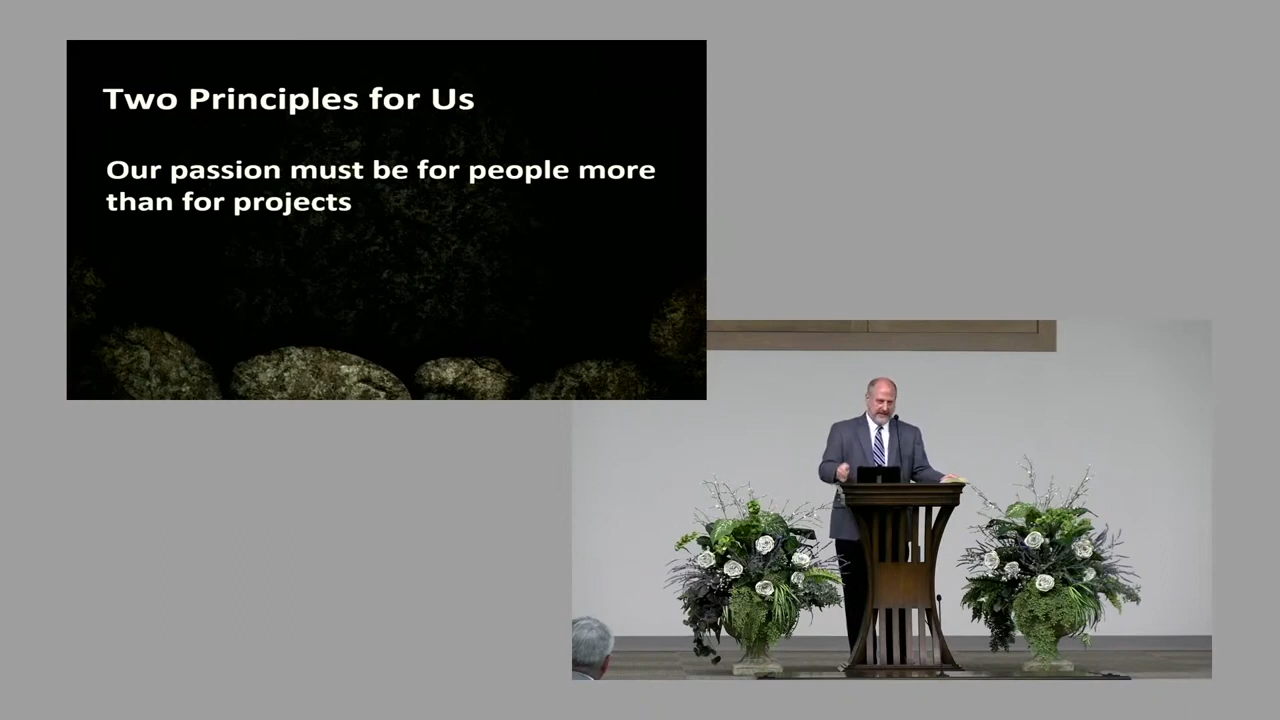 Two Principles for Us
Our passion must be for people more
than for projects